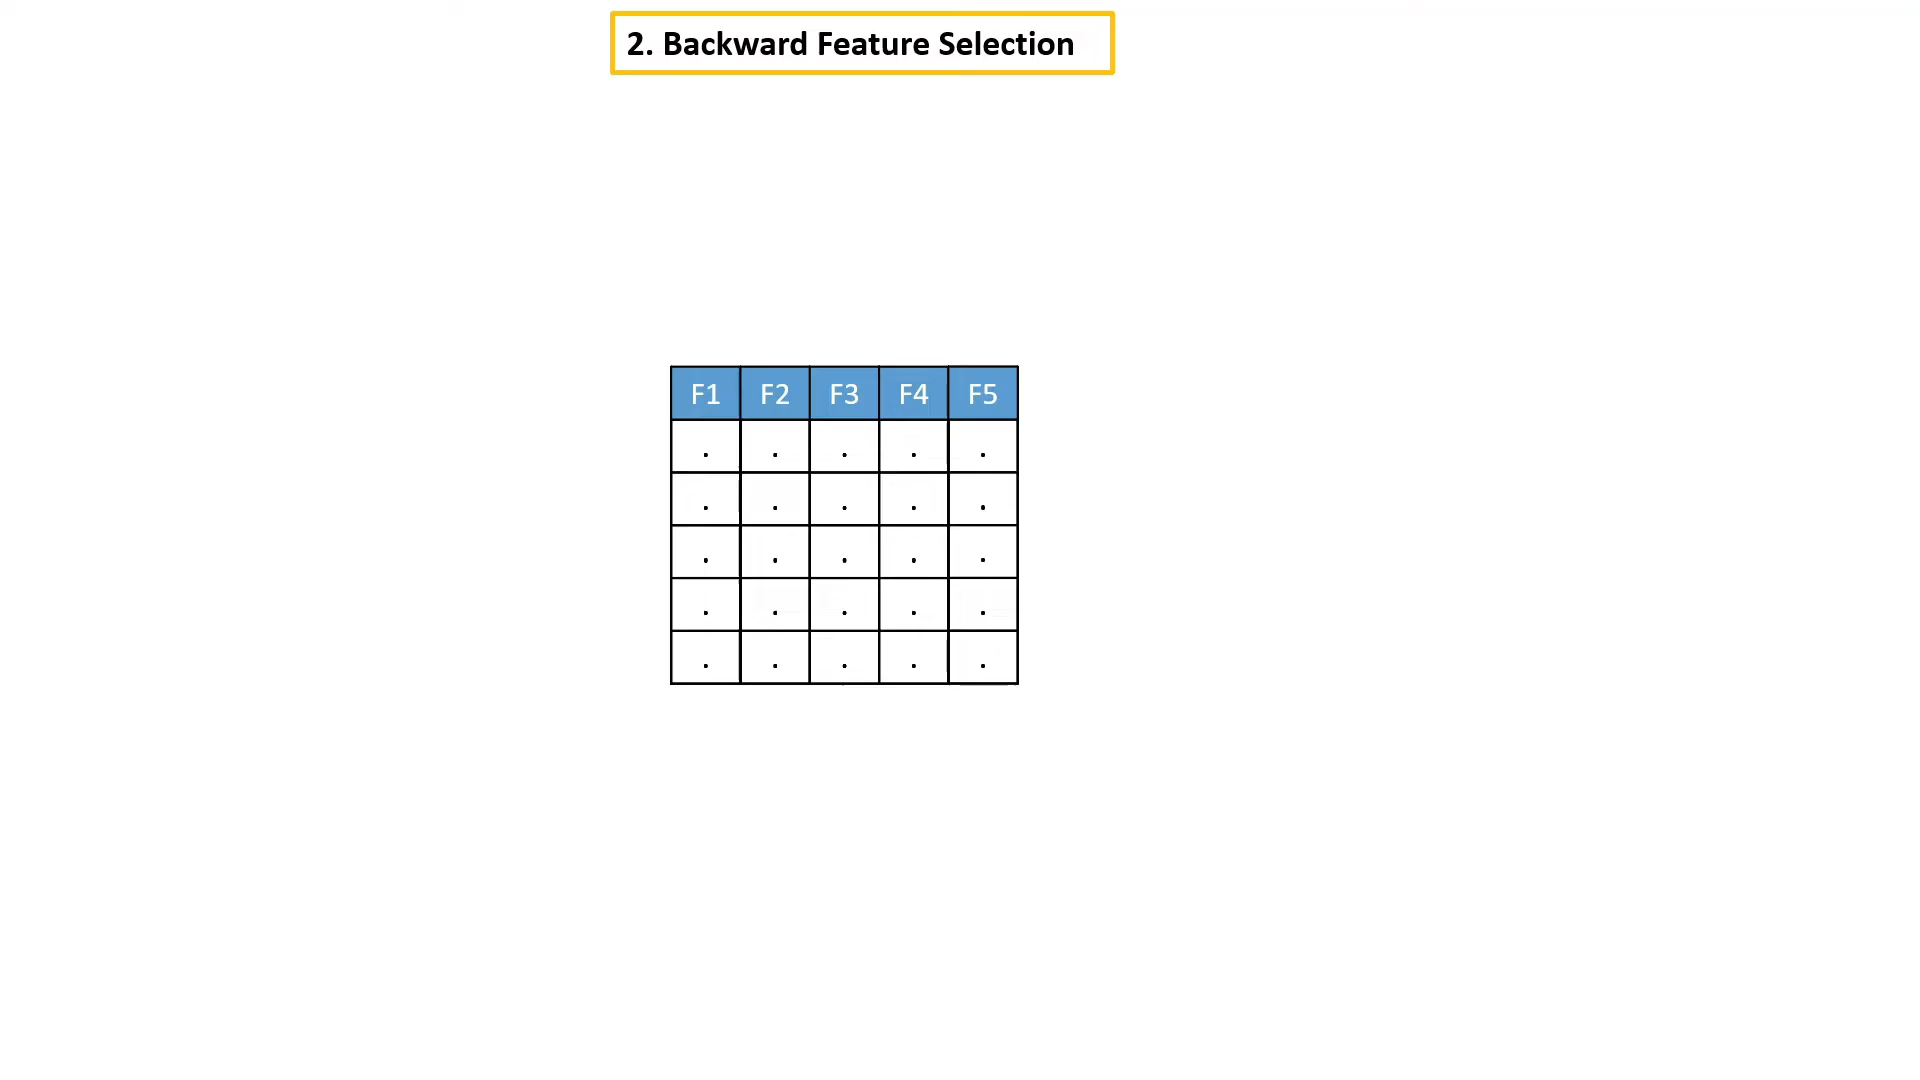 2. Backward Feature Selection
F1 F2 F3 F4 F5
. . . . .
. . . . .
. . . . .
. . . . .
. . . . .